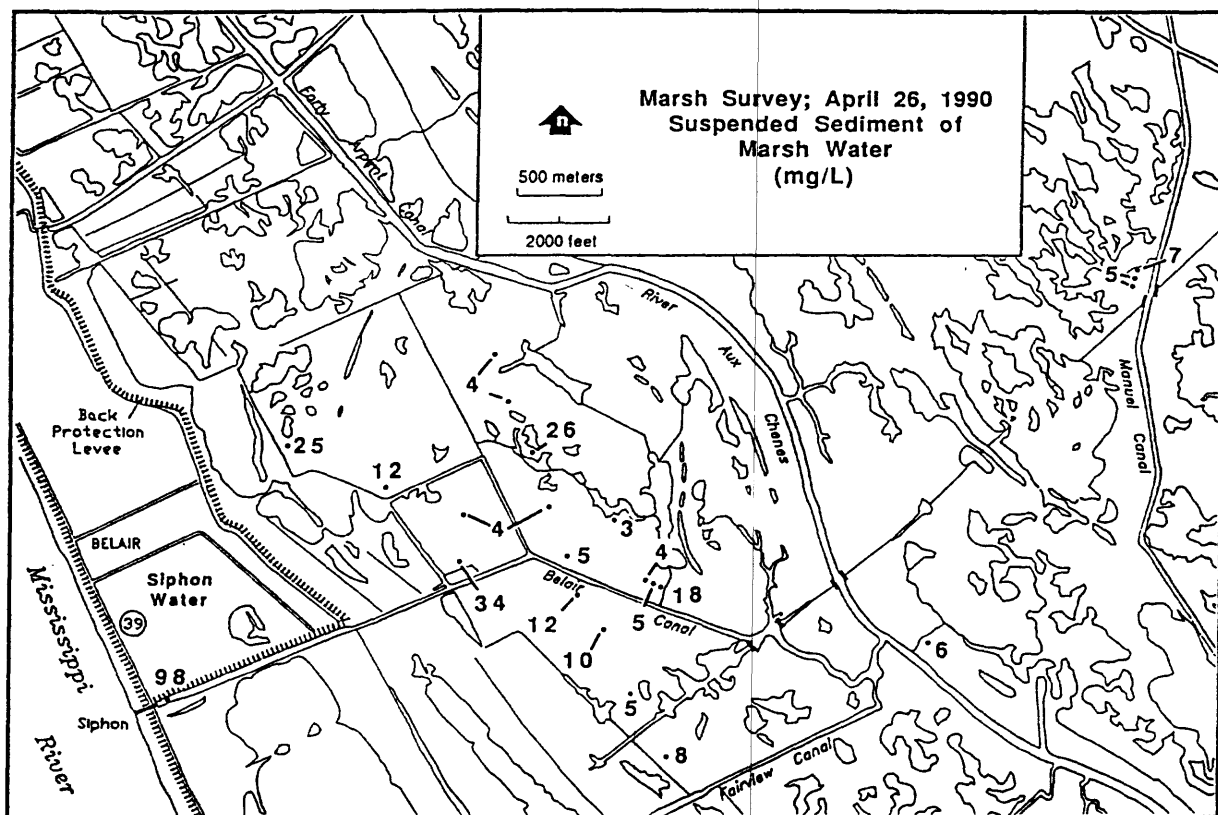 Marsh Survey; April 26, 1990
Suspended Sediment of
Marsh Water
(mg/L)
n
500 meters
2000 feet
Forty
Arpent
Canal
River
Aux
Chenes
7
5
Manuel
Canal
4
Back
Protection
Levee
25
26
12
4
3
BELAIR
5
4
Siphon
Water
34
Belair
18
Mississippi
39
12
5
Canal
10
6
98
5
Siphon
8
River
Fairview Canal